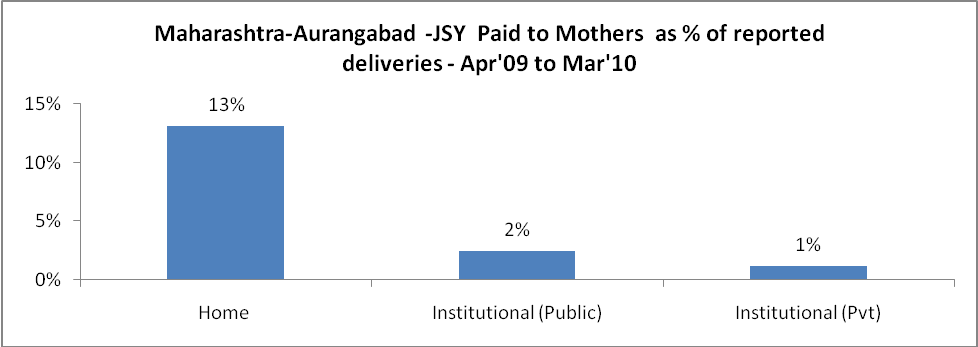 Maharashtra-Aurangabad -JSY Paid to Mothers as % of reported
deliveries - Apr'09 to Mar'10
15%
13%
10%
5%
2%
1%
0%
Home
Institutional (Public)
Institutional (Pvt)